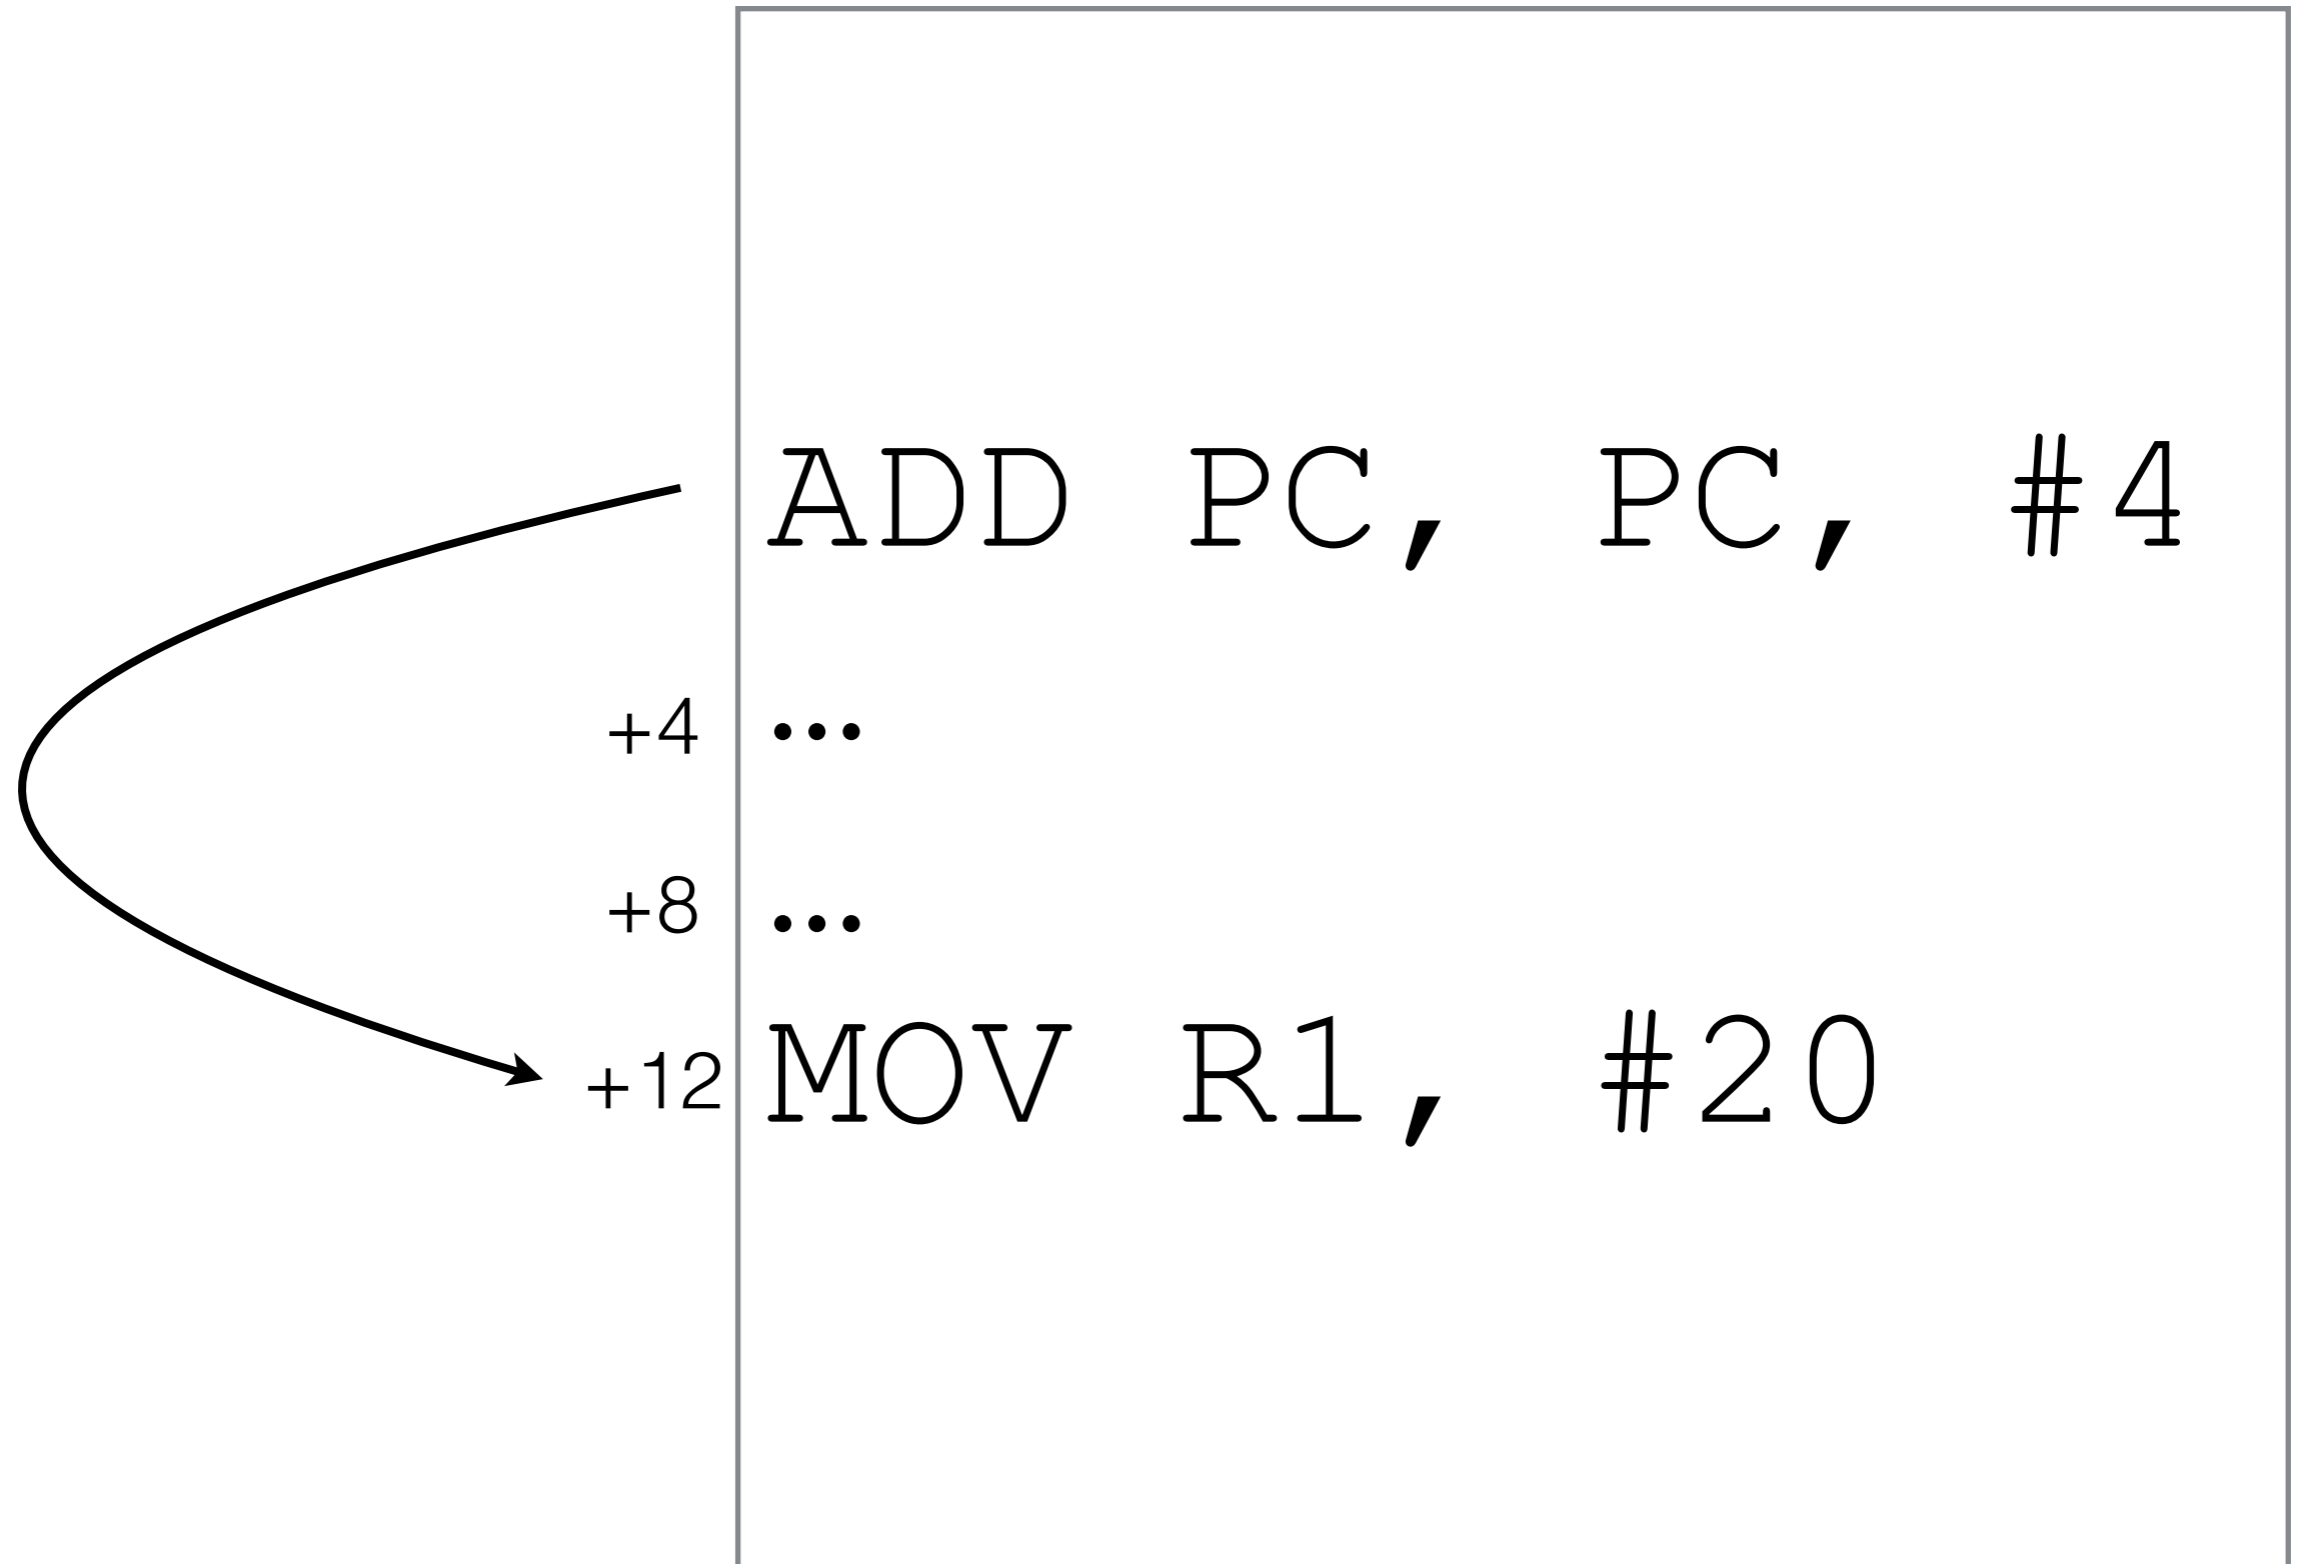 ADD PC, PC, #4
+4 ...
+8 ...
+12 MOV R1, #20